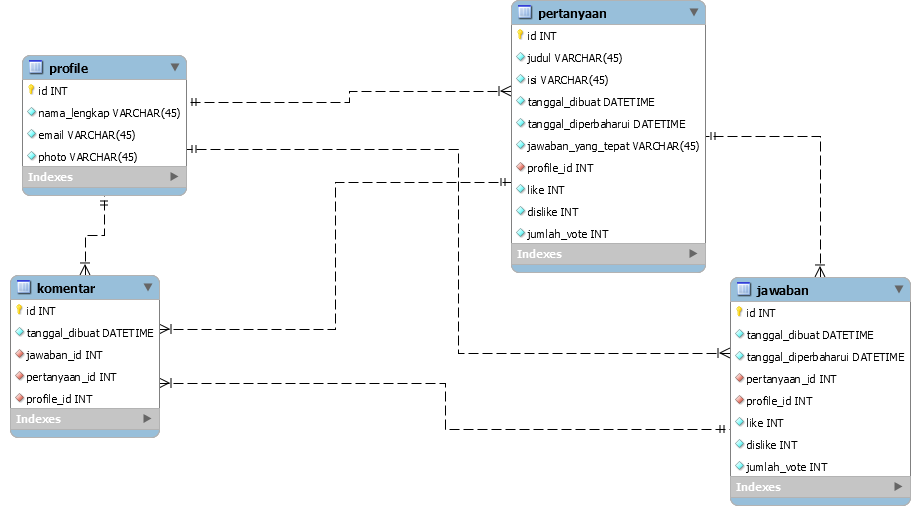 profile
id INT
nama_lengkap VARCHAR(45)
email VARCHAR(45)
photo VARCHAR(45)
Indexes
pertanyaan
id INT
judul VARCHAR(45)
isi VARCHAR(45)
tanggal_dibuat DATETIME
tanggal_diperbaharui DATETIME
jawaban_yang_tepat VARCHAR(45)
profile_id INT
like INT
dislike INT
jumlah_vote INT
Indexes
komentar
id INT
tanggal_dibuat DATETIME
jawaban_id INT
pertanyaan_id INT
profile_id INT
Indexes
jawaban
id INT
tanggal_dibuat DATETIME
tanggal_diperbaharui DATETIME
pertanyaan_id INT
profile_id INT
like INT
dislike INT
jumlah_vote INT
Indexes